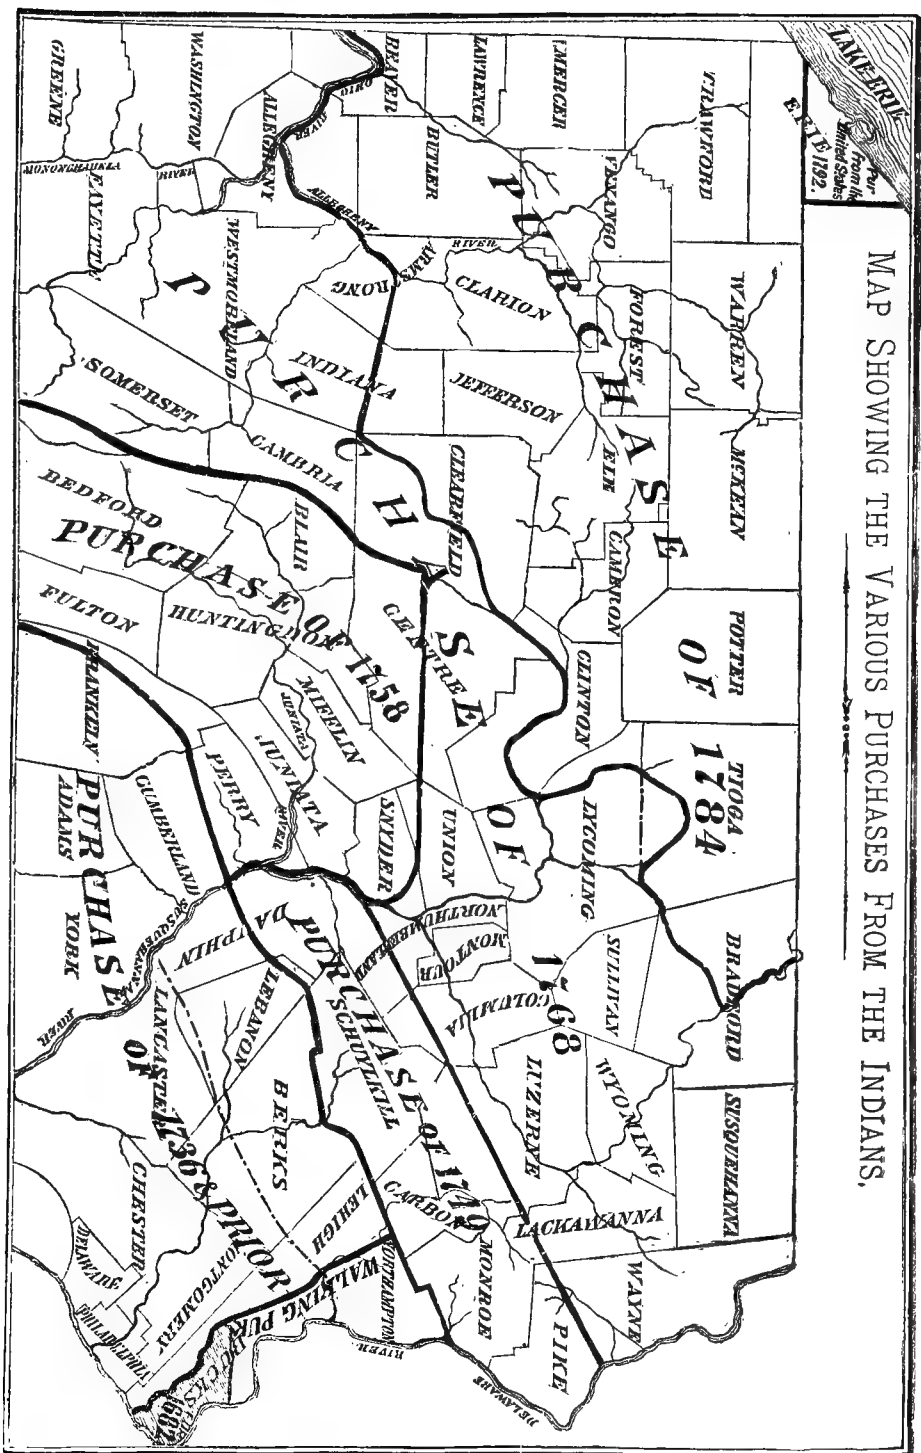 MAP SHOWING THE VARIOUS PURCHASES FROM THE INDIANS.
LAKE ERIE
Pur
From the
United States
1792.
ERIE
CRAWFORD
WARREN
McKEAN
POTTER
TIOGA
BRADFORD
SUSQUEHANNA
WAYNE
MERCER
VENANGO
FOREST
ELK
CAMERON
CLINTON
LYCOMING
SULLIVAN
WYOMING
LACKAWANNA
PIKE
LAWRENCE
BUTLER
CLARION
JEFFERSON
CLEARFIELD
CENTRE
UNION
SNYDER
NORTHUMBERLAND
MONTOUR
COLUMBIA
LUZERNE
MONROE
CARBON
BEAVER
ALLEGHENY
ARMSTRONG
INDIANA
CAMBRIA
BLAIR
HUNTINGDON
MIFFLIN
JUNIATA
PERRY
DAUPHIN
LEBANON
SCHUYLKILL
BERKS
LEHIGH
NORTHAMPTON
WASHINGTON
GREENE
FAYETTE
WESTMORELAND
SOMERSET
BEDFORD
FULTON
FRANKLIN
CUMBERLAND
ADAMS
YORK
LANCASTER
CHESTER
DELAWARE
MONTGOMERY
PHILADELPHIA
BUCKS
OHIO
RIVER
MONONGAHELA
RIVER
ALLEGHENY
RIVER
JUNIATA
RIVER
SUSQUEHANNA
RIVER
DELAWARE
RIVER
PURCHASE OF 1784
PURCHASE OF 1768
PURCHASE OF 1758
PURCHASE OF 1749
PURCHASE OF 1736 & PRIOR
WALKING PUR
1682